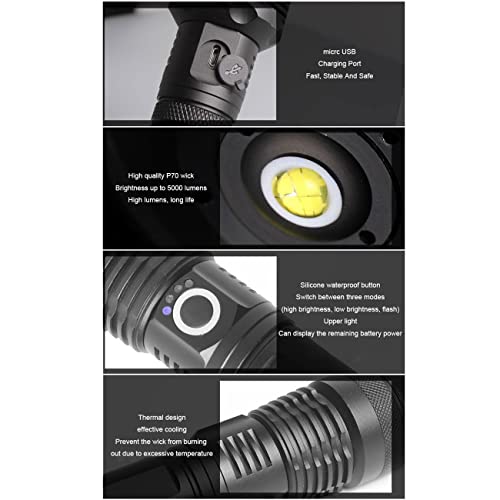 micrc USB
Charging Port
Fast, Stable And Safe
High quality P70 wick
Brightness up to 5000 lumens
High lumens, long life
Silicone waterproof button
Switch between three modes
(high brightness, low brightness, flash)
Upper light
Can display the remaining battery power
Thermal design
effective cooling
Prevent the wick from burning
out due to excessive temperature